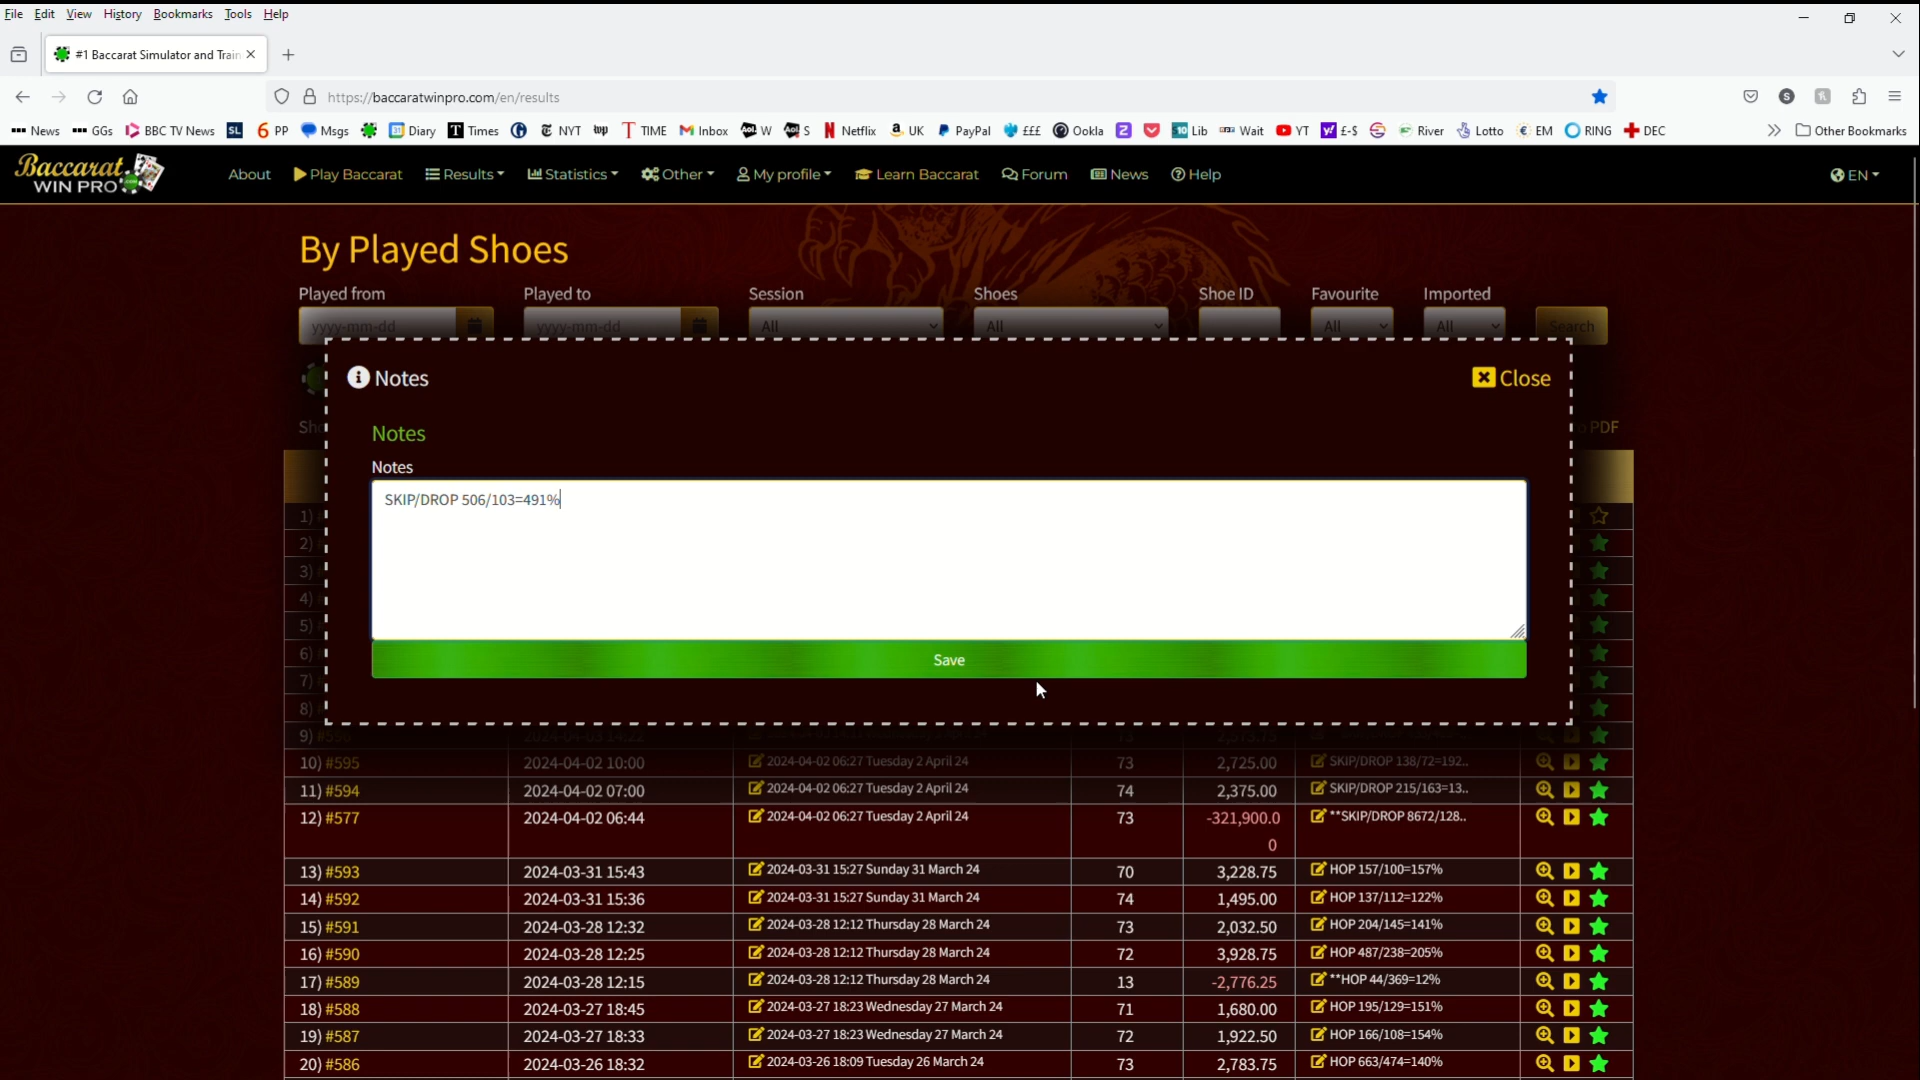 File Edit View History Bookmarks Tools Help
#1 Baccarat Simulator and Train
https://baccaratwinpro.com/en/results
News GGs BBC TV News SL PP Msgs Diary Times NYT wp TIME Inbox Aol. W Aol. S Netflix UK PayPal £££ Ookla Lib Wait YT £-$ River Lotto EM RING DEC Other Bookmarks
Baccarat WIN PRO
About Play Baccarat Results Statistics Other My profile Learn Baccarat Forum News Help EN
By Played Shoes
Played from Played to Session Shoes Shoe ID Favourite Imported
yyyy-mm-dd yyyy-mm-dd All All All All Search
Notes Close
Sho PDF
Notes
Notes
SKIP/DROP 506/103=491%
Save
1)
2)
3)
4)
5)
6)
7)
8)
9) #596 2024-04-03 14:22 73 2,573.75
10) #595 2024-04-02 10:00 2024-04-02 06:27 Tuesday 2 April 24 73 2,725.00 SKIP/DROP 138/72=192..
11) #594 2024-04-02 07:00 2024-04-02 06:27 Tuesday 2 April 24 74 2,375.00 SKIP/DROP 215/163=13..
12) #577 2024-04-02 06:44 2024-04-02 06:27 Tuesday 2 April 24 73 -321,900.0 **SKIP/DROP 8672/128..
0
13) #593 2024-03-31 15:43 2024-03-31 15:27 Sunday 31 March 24 70 3,228.75 HOP 157/100=157%
14) #592 2024-03-31 15:36 2024-03-31 15:27 Sunday 31 March 24 74 1,495.00 HOP 137/112=122%
15) #591 2024-03-28 12:32 2024-03-28 12:12 Thursday 28 March 24 73 2,032.50 HOP 204/145=141%
16) #590 2024-03-28 12:25 2024-03-28 12:12 Thursday 28 March 24 72 3,928.75 HOP 487/238=205%
17) #589 2024-03-28 12:15 2024-03-28 12:12 Thursday 28 March 24 13 -2,776.25 **HOP 44/369=12%
18) #588 2024-03-27 18:45 2024-03-27 18:23 Wednesday 27 March 24 71 1,680.00 HOP 195/129=151%
19) #587 2024-03-27 18:33 2024-03-27 18:23 Wednesday 27 March 24 72 1,922.50 HOP 166/108=154%
20) #586 2024-03-26 18:32 2024-03-26 18:09 Tuesday 26 March 24 73 2,783.75 HOP 663/474=140%